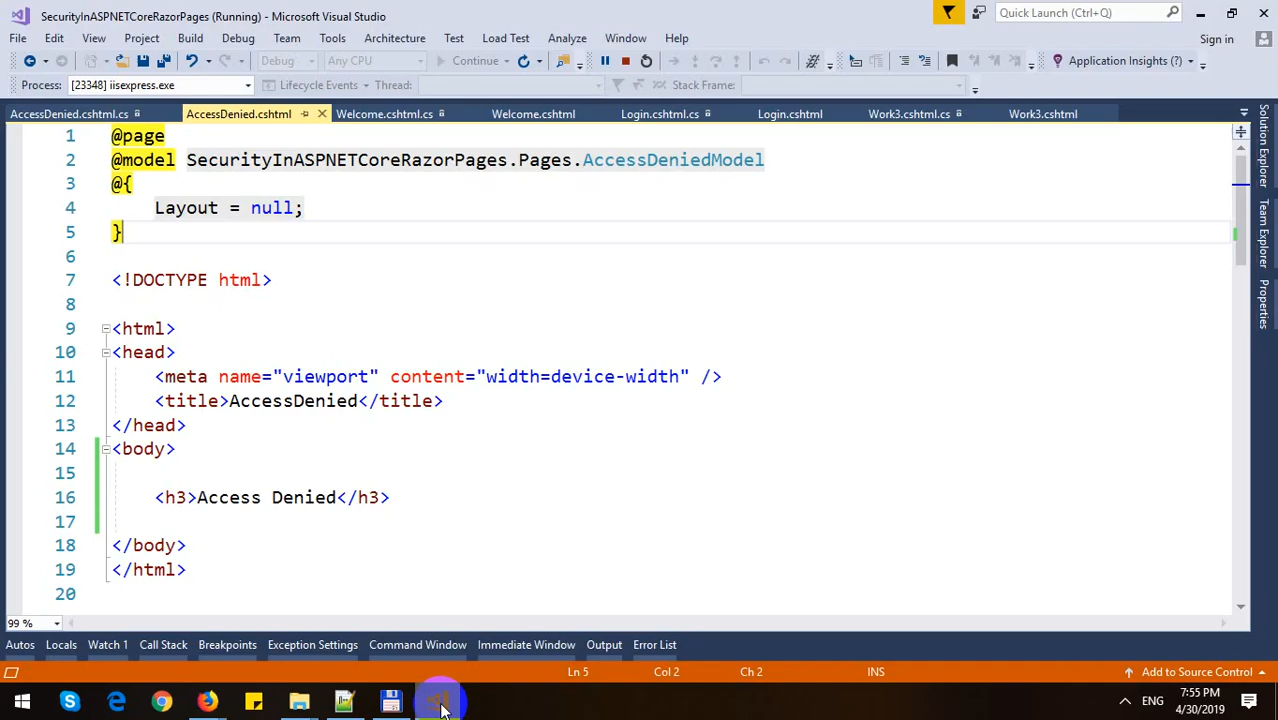 SecurityInASPNETCoreRazorPages (Running) - Microsoft Visual Studio
Quick Launch (Ctrl+Q)
File Edit View Project Build Debug Team Tools Architecture Test Load Test Analyze Window Help
Sign in
Debug Any CPU Continue Application Insights (?)
Process: [23348] iisexpress.exe Lifecycle Events Thread: Stack Frame:
AccessDenied.cshtml.cs AccessDenied.cshtml Welcome.cshtml.cs Welcome.cshtml Login.cshtml.cs Login.cshtml Work3.cshtml.cs Work3.cshtml
1 @page
2 @model SecurityInASPNETCoreRazorPages.Pages.AccessDeniedModel
3 @{
4 Layout = null;
5 }
6
7 <!DOCTYPE html>
8
9 <html>
10 <head>
11 <meta name="viewport" content="width=device-width" />
12 <title>AccessDenied</title>
13 </head>
14 <body>
15
16 <h3>Access Denied</h3>
17
18 </body>
19 </html>
20
Solution Explorer
Team Explorer
Properties
99 %
Autos Locals Watch 1 Call Stack Breakpoints Exception Settings Command Window Immediate Window Output Error List
Ln 5 Col 2 Ch 2 INS Add to Source Control
ENG
7:55 PM
4/30/2019